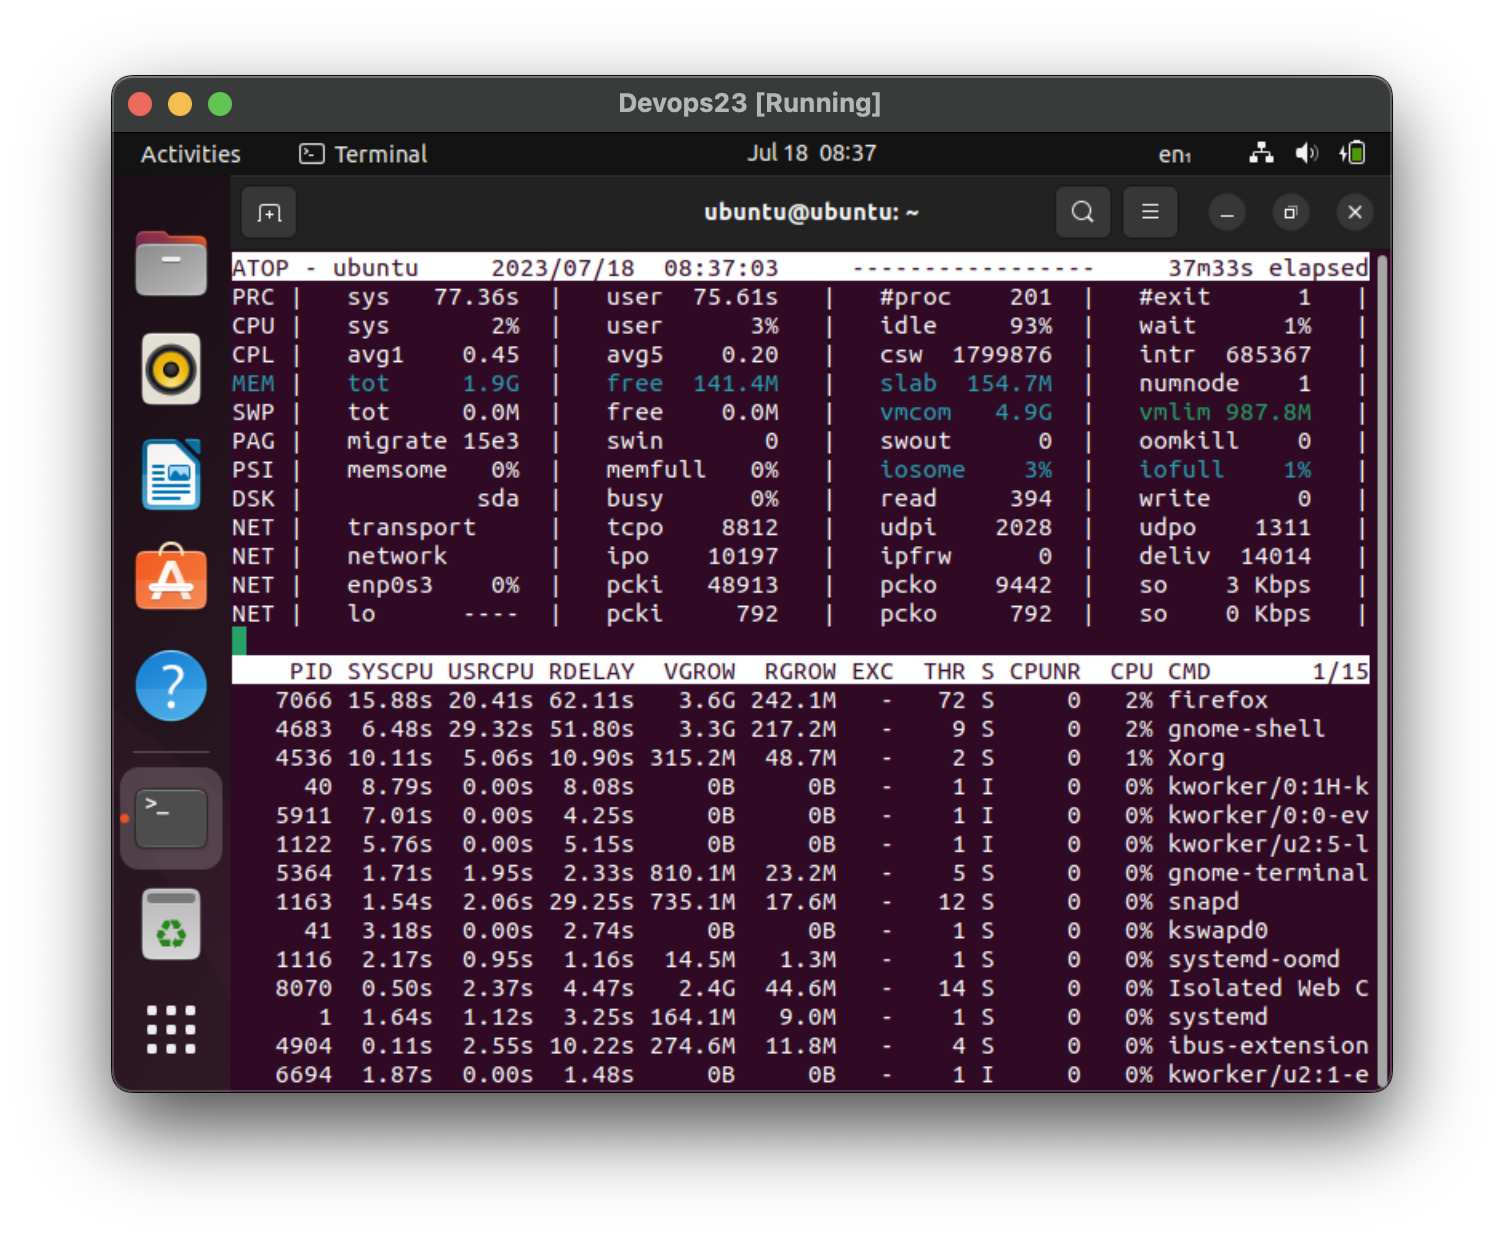 Devops23 [Running]
Activities Terminal Jul 18 08:37 en₁
ubuntu@ubuntu: ~
ATOP - ubuntu 2023/07/18 08:37:03 ----------------- 37m33s elapsed
PRC | sys 77.36s | user 75.61s | #proc 201 | #exit 1 |
CPU | sys 2% | user 3% | idle 93% | wait 1% |
CPL | avg1 0.45 | avg5 0.20 | csw 1799876 | intr 685367 |
MEM | tot 1.9G | free 141.4M | slab 154.7M | numnode 1 |
SWP | tot 0.0M | free 0.0M | vmcom 4.9G | vmlim 987.8M |
PAG | migrate 15e3 | swin 0 | swout 0 | oomkill 0 |
PSI | memsome 0% | memfull 0% | iosome 3% | iofull 1% |
DSK | sda | busy 0% | read 394 | write 0 |
NET | transport | tcpo 8812 | udpi 2028 | udpo 1311 |
NET | network | ipo 10197 | ipfrw 0 | deliv 14014 |
NET | enp0s3 0% | pcki 48913 | pcko 9442 | so 3 Kbps |
NET | lo ---- | pcki 792 | pcko 792 | so 0 Kbps |
PID SYSCPU USRCPU RDELAY VGROW RGROW EXC THR S CPUNR CPU CMD 1/15
7066 15.88s 20.41s 62.11s 3.6G 242.1M - 72 S 0 2% firefox
4683 6.48s 29.32s 51.80s 3.3G 217.2M - 9 S 0 2% gnome-shell
4536 10.11s 5.06s 10.90s 315.2M 48.7M - 2 S 0 1% Xorg
40 8.79s 0.00s 8.08s 0B 0B - 1 I 0 0% kworker/0:1H-k
5911 7.01s 0.00s 4.25s 0B 0B - 1 I 0 0% kworker/0:0-ev
1122 5.76s 0.00s 5.15s 0B 0B - 1 I 0 0% kworker/u2:5-l
5364 1.71s 1.95s 2.33s 810.1M 23.2M - 5 S 0 0% gnome-terminal
1163 1.54s 2.06s 29.25s 735.1M 17.6M - 12 S 0 0% snapd
41 3.18s 0.00s 2.74s 0B 0B - 1 S 0 0% kswapd0
1116 2.17s 0.95s 1.16s 14.5M 1.3M - 1 S 0 0% systemd-oomd
8070 0.50s 2.37s 4.47s 2.4G 44.6M - 14 S 0 0% Isolated Web C
1 1.64s 1.12s 3.25s 164.1M 9.0M - 1 S 0 0% systemd
4904 0.11s 2.55s 10.22s 274.6M 11.8M - 4 S 0 0% ibus-extension
6694 1.87s 0.00s 1.48s 0B 0B - 1 I 0 0% kworker/u2:1-e